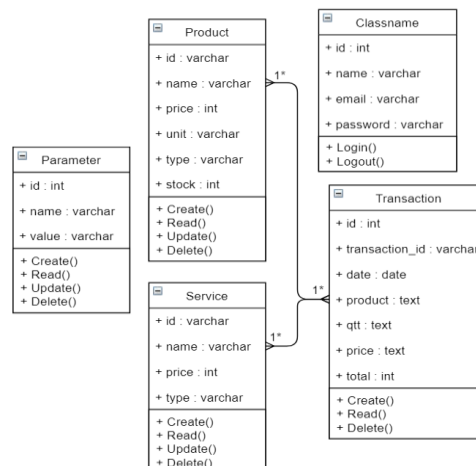 Product
+ id : varchar
+ name : varchar
+ price : int
+ unit : varchar
+ type : varchar
+ stock : int
+ Create()
+ Read()
+ Update()
+ Delete()
1*
Classname
+ id : int
+ name : varchar
+ email : varchar
+ password : varchar
+ Login()
+ Logout()
Parameter
+ id : int
+ name : varchar
+ value : varchar
+ Create()
+ Read()
+ Update()
+ Delete()
Transaction
+ id : int
+ transaction_id : varchar
+ date : date
+ product : text
+ qtt : text
+ price : text
+ total : int
+ Create()
+ Read()
+ Delete()
1*
Service
+ id : varchar
+ name : varchar
+ price : int
+ type : varchar
+ Create()
+ Read()
+ Update()
+ Delete()
1*